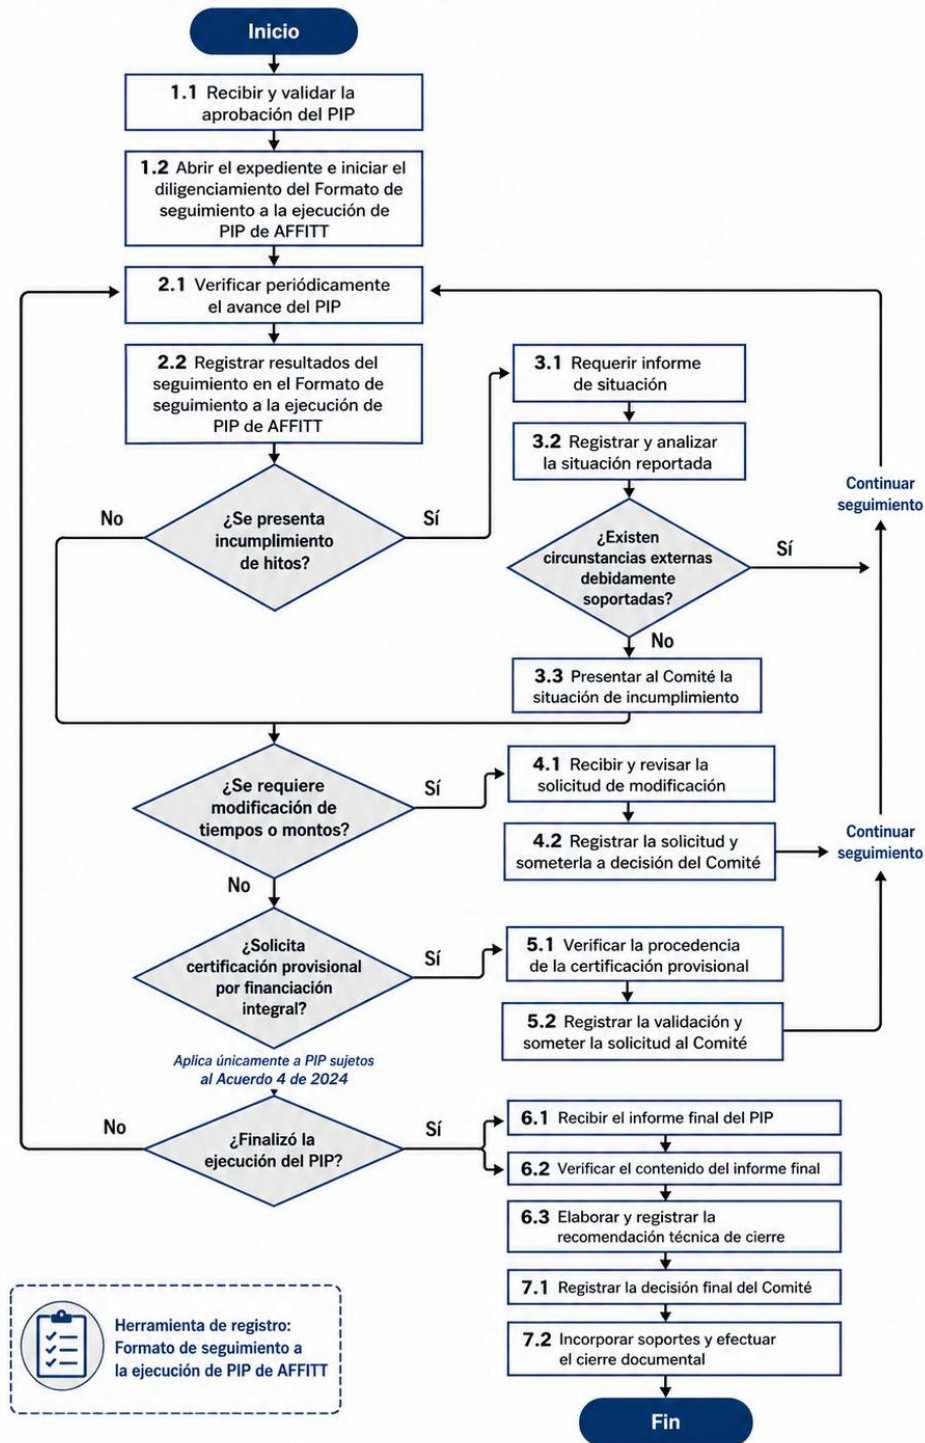 Inicio
1.1 Recibir y validar la
aprobación del PIP
1.2 Abrir el expediente e iniciar el
diligenciamiento del Formato de
seguimiento a la ejecución de
PIP de AFFITT
2.1 Verificar periódicamente
el avance del PIP
2.2 Registrar resultados del
seguimiento en el Formato de
seguimiento a la ejecución de
PIP de AFFITT
3.1 Requerir informe
de situación
3.2 Registrar y analizar
la situación reportada
Continuar
seguimiento
No
¿Se presenta
incumplimiento
de hitos?
Sí
¿Existen
circunstancias externas
debidamente
soportadas?
Sí
No
3.3 Presentar al Comité la
situación de incumplimiento
¿Se requiere
modificación de
tiempos o montos?
Sí
4.1 Recibir y revisar la
solicitud de modificación
4.2 Registrar la solicitud y
someterla a decisión del Comité
Continuar
seguimiento
No
¿Solicita
certificación provisional
por financiación
integral?
Sí
5.1 Verificar la procedencia
de la certificación provisional
5.2 Registrar la validación y
someter la solicitud al Comité
Aplica únicamente a PIP sujetos
al Acuerdo 4 de 2024
No
¿Finalizó la
ejecución del PIP?
Sí
6.1 Recibir el informe final del PIP
6.2 Verificar el contenido del informe final
6.3 Elaborar y registrar la
recomendación técnica de cierre
7.1 Registrar la decisión final del Comité
7.2 Incorporar soportes y efectuar
el cierre documental
Herramienta de registro:
Formato de seguimiento a
la ejecución de PIP de AFFITT
Fin